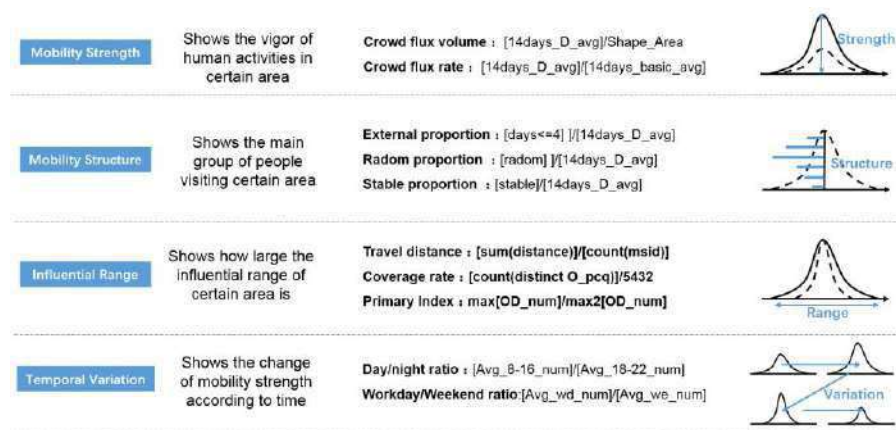 Mobility Strength
Shows the vigor of
human activities in
certain area
Crowd flux volume : [14days_D_avg]/Shape_Area
Crowd flux rate : [14days_D_avg]/[14days_basic_avg]
Strength
Mobility Structure
Shows the main
group of people
visiting certain area
External proportion : [days<=4] ]/[14days_D_avg]
Radom proportion : [radom] ]/[14days_D_avg]
Stable proportion : [stable]/[14days_D_avg]
Structure
Influential Range
Shows how large the
influential range of
certain area is
Travel distance : [sum(distance)]/[count(msid)]
Coverage rate : [count(distinct O_pcq)]/5432
Primary Index : max[OD_num]/max2[OD_num]
Range
Temporal Variation
Shows the change
of mobility strength
according to time
Day/night ratio : [Avg_8-16_num]/[Avg_18-22_num]
Workday/Weekend ratio:[Avg_wd_num]/[Avg_we_num]
Variation